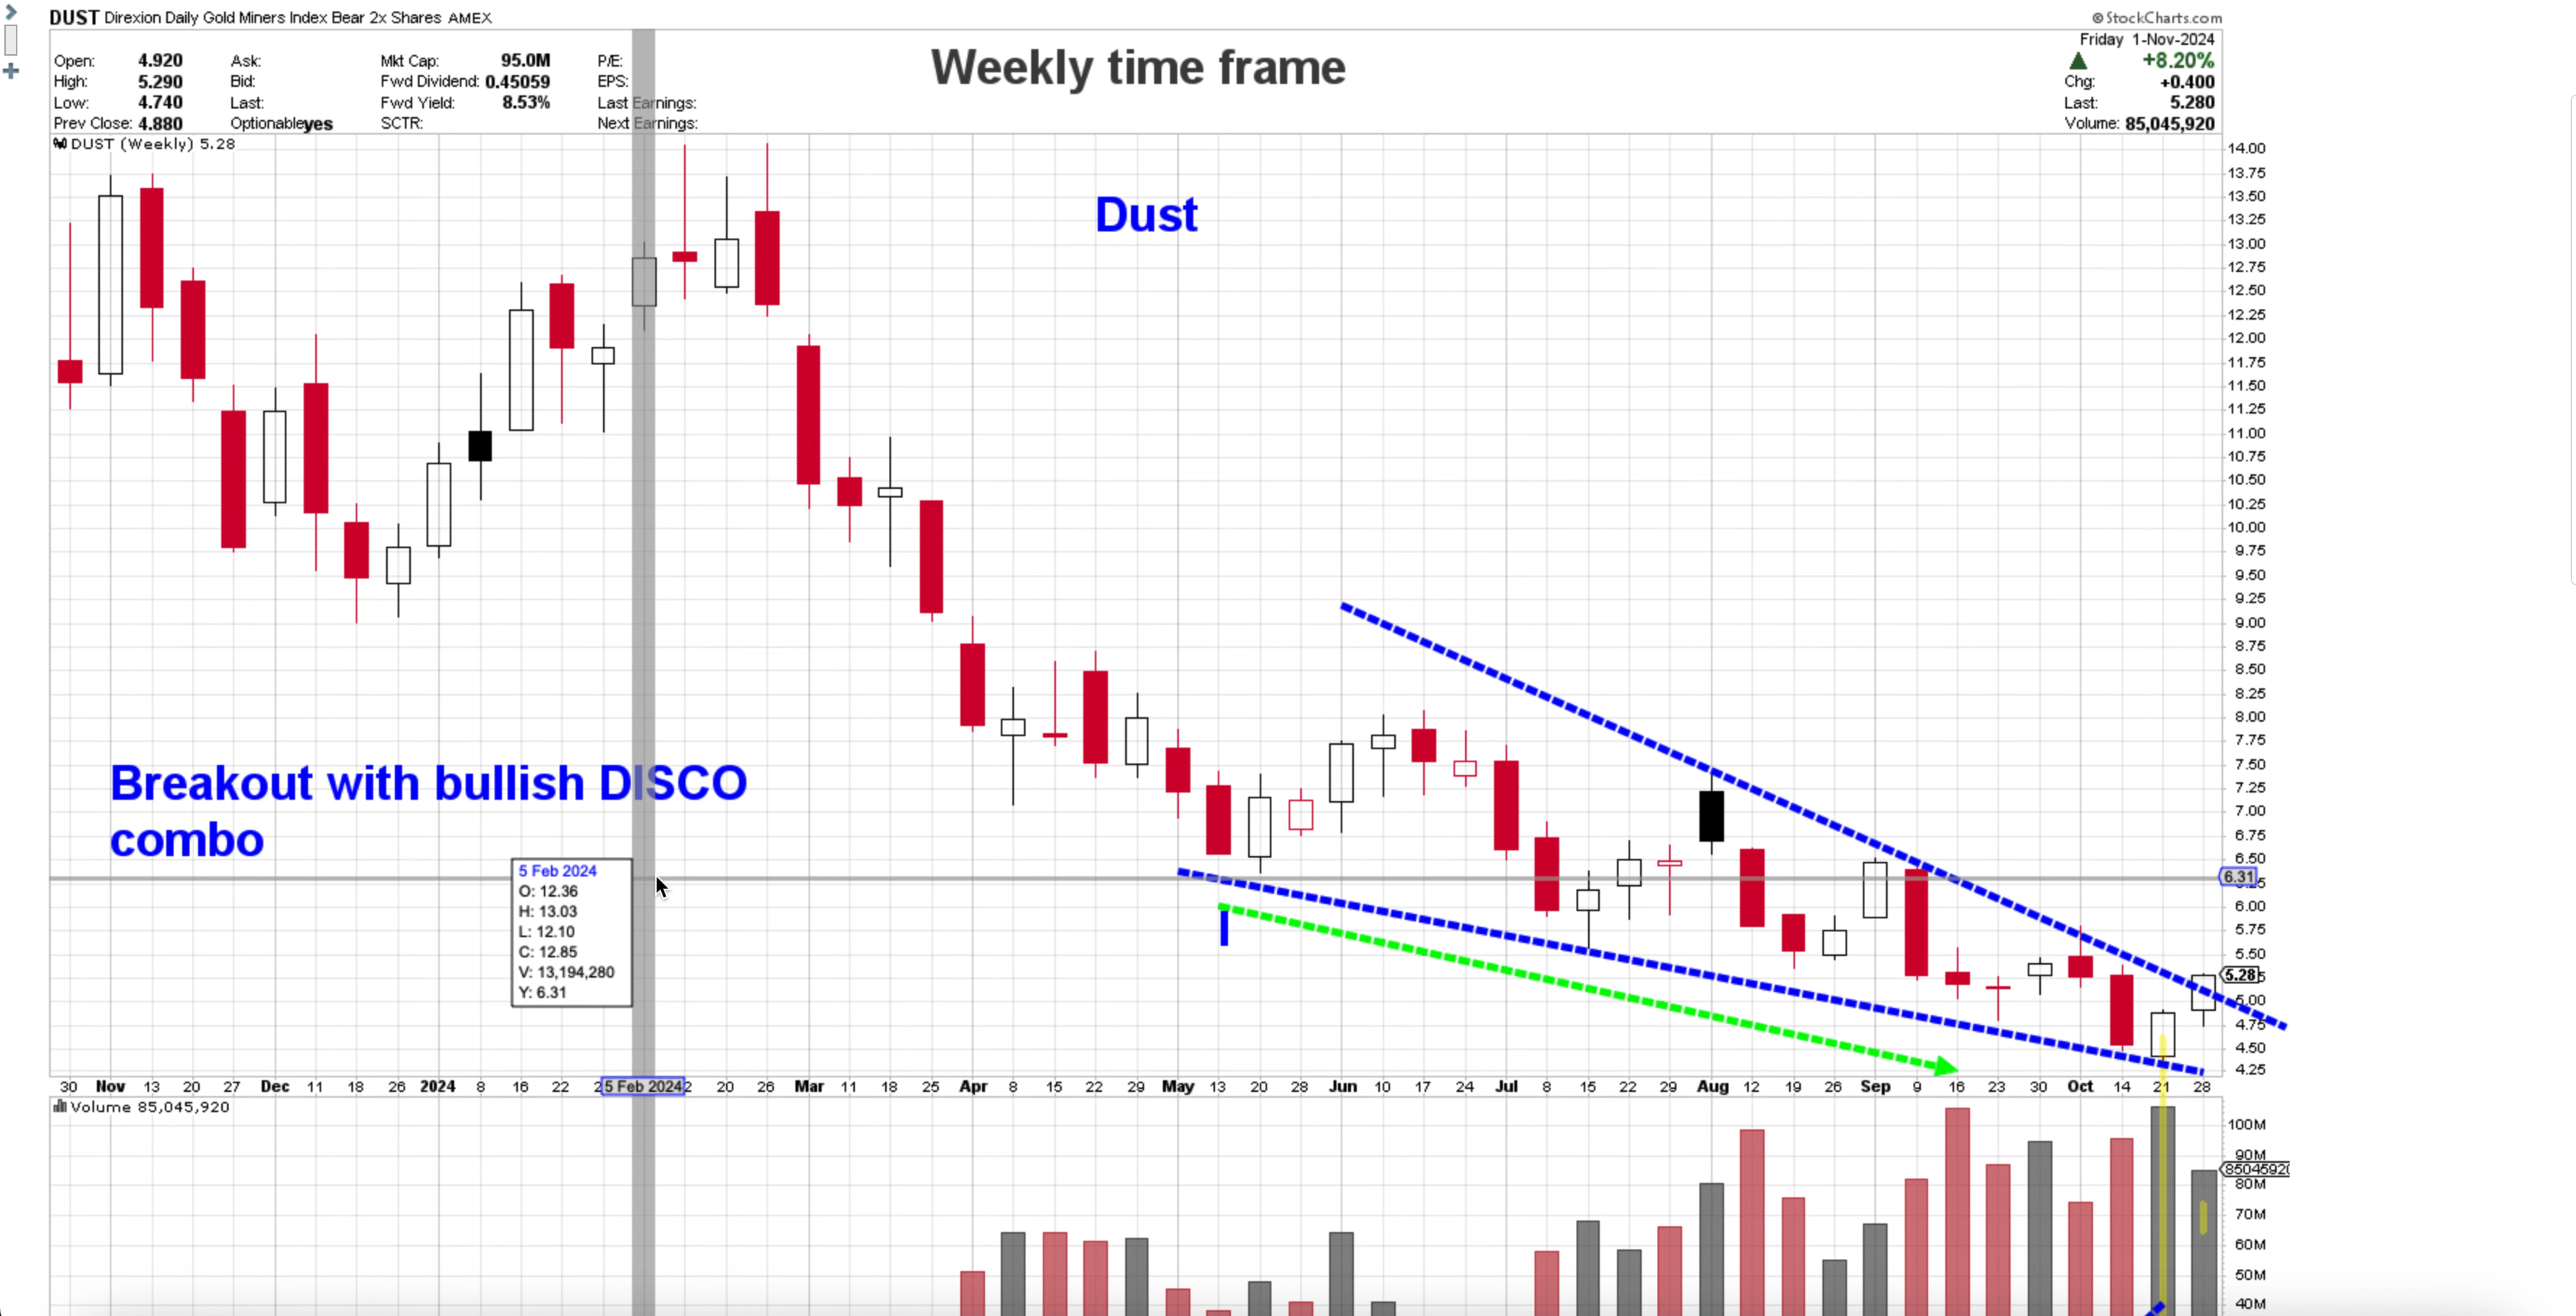 DUST Direxion Daily Gold Miners Index Bear 2x Shares AMEX
© StockCharts.com
Friday 1-Nov-2024
Open: 4.920 Ask: Mkt Cap: 95.0M P/E: +8.20%
High: 5.290 Bid: Fwd Dividend: 0.45059 EPS: Chg: +0.400
Low: 4.740 Last: Fwd Yield: 8.53% Last Earnings: Last: 5.280
Prev Close: 4.880 Optionable: yes SCTR: Next Earnings: Volume: 85,045,920
Weekly time frame
DUST (Weekly) 5.28
Dust
Breakout with bullish DISCO
combo
5 Feb 2024
O: 12.36
H: 13.03
L: 12.10
C: 12.85
V: 13,194,280
Y: 6.31
14.00
13.75
13.50
13.25
13.00
12.75
12.50
12.25
12.00
11.75
11.50
11.25
11.00
10.75
10.50
10.25
10.00
9.75
9.50
9.25
9.00
8.75
8.50
8.25
8.00
7.75
7.50
7.25
7.00
6.75
6.50
6.31
6.00
5.75
5.50
5.28
5.00
4.75
4.50
4.25
30 Nov 13 20 27 Dec 11 18 26 2024 8 16 22 5 Feb 2024 20 26 Mar 11 18 25 Apr 8 15 22 29 May 13 20 28 Jun 10 17 24 Jul 8 15 22 29 Aug 12 19 26 Sep 9 16 23 30 Oct 14 21 28
Volume 85,045,920
100M
90M
85045920
80M
70M
60M
50M
40M